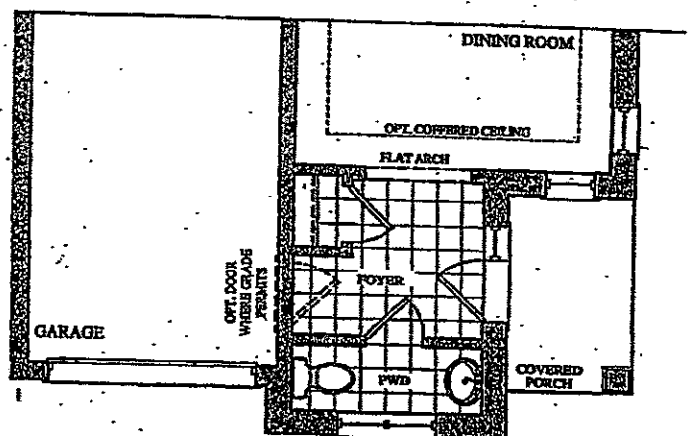 DINING ROOM
OPT. COFFERED CEILING
FLAT ARCH
OPT. DOOR
WHERE GRADE
PERMITS
FOYER
GARAGE
PWD
COVERED
PORCH